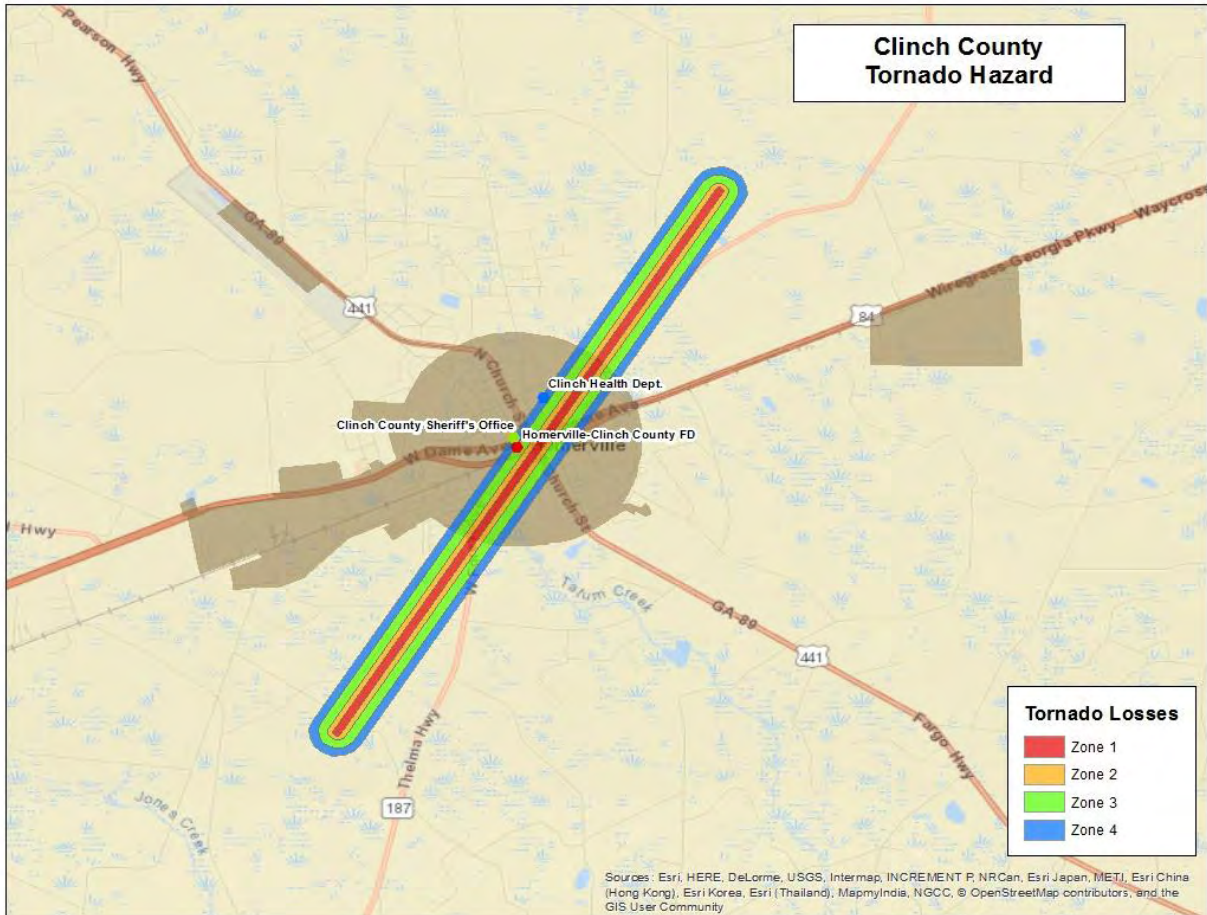 Clinch County
Tornado Hazard
Pearson Hwy
GA-89
441
N Church S
Waycross
Wiregrass Georgia Pkwy
84
Clinch Health Dept.
Ave
Clinch County Sheriff's Office
Homerville-Clinch County FD
W Dame Ave
erville
Church St
Hwy
W
Tatum Creek
GA-89
441
Fargo Hwy
Thelma Hwy
187
Jones Creek
Tornado Losses
Zone 1
Zone 2
Zone 3
Zone 4
Sources: Esri, HERE, DeLorme, USGS, Intermap, INCREMENT P, NRCan, Esri Japan, METI, Esri China
(Hong Kong), Esri Korea, Esri (Thailand), MapmyIndia, NGCC, © OpenStreetMap contributors, and the
GIS User Community